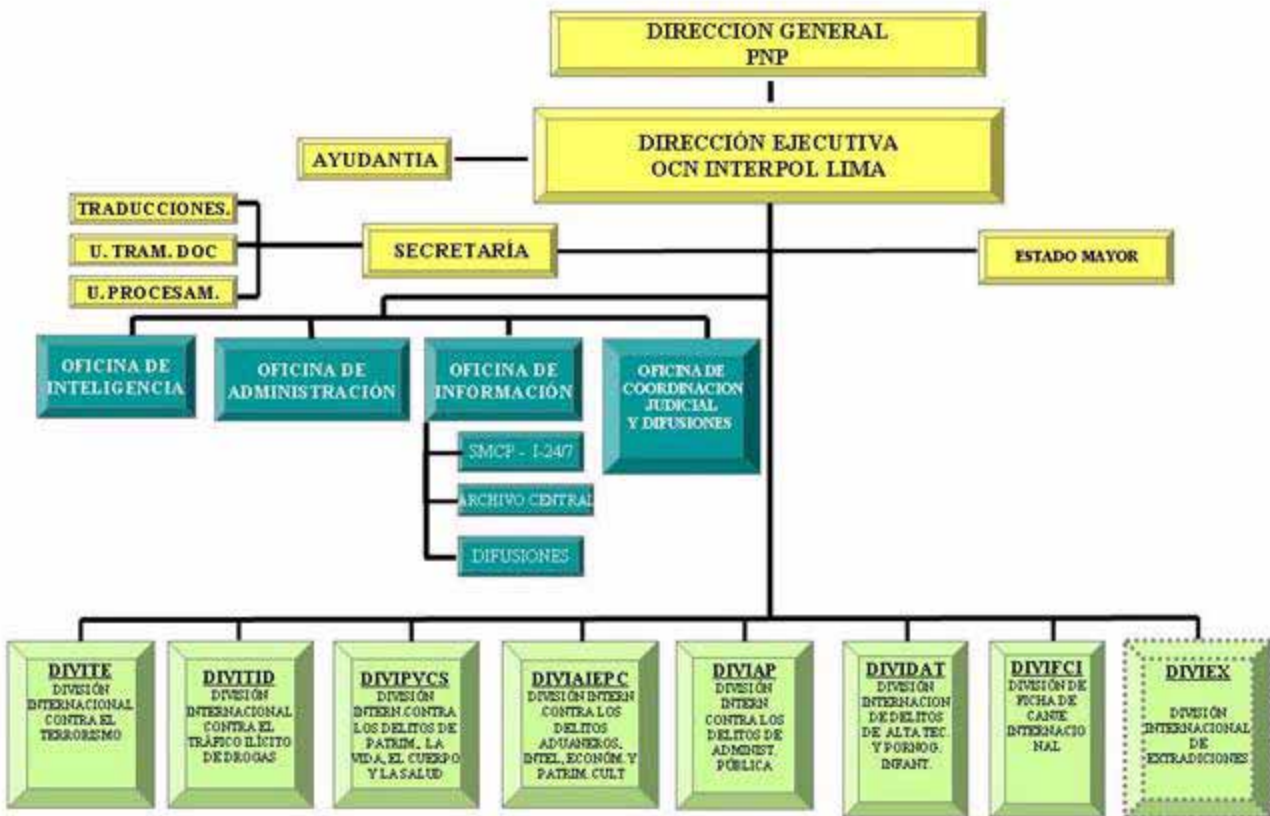 DIRECCION GENERAL
PNP
DIRECCIÓN EJECUTIVA
OCN INTERPOL LIMA
AYUDANTIA
TRADUCCIONES.
U. TRAM. DOC
U. PROCESAM.
SECRETARÍA
ESTADO MAYOR
OFICINA DE
INTELIGENCIA
OFICINA DE
ADMINISTRACIÓN
OFICINA DE
INFORMACIÓN
OFICINA DE
COORDINACION
JUDICIAL
Y DIFUSIONES
SMCP - I-24/7
ARCHIVO CENTRAL
DIFUSIONES
DIVITE
DIVISIÓN
INTERNACIONAL
CONTRA EL
TERRORISMO
DIVITID
DIVISIÓN
INTERNACIONAL
CONTRA EL
TRÁFICO ILÍCITO
DE DROGAS
DIVIPVCS
DIVISIÓN
INTERN. CONTRA
LOS DELITOS DE
PATRIM., LA
VIDA, EL CUERPO
Y LA SALUD
DIVIAIEPC
DIVISIÓN INTERN
CONTRA LOS
DELITOS
ADUANEROS,
INTEL, ECONÓM. Y
PATRIM. CULT
DIVIAP
DIVISIÓN
INTERN
CONTRA LOS
DELITOS DE
ADMINIST.
PÚBLICA
DIVIDAT
DIVISIÓN
INTERNACION
DE DELITOS
DE ALTA TEC.
Y PORNOG.
INFANT.
DIVIFCI
DIVISIÓN DE
FICHA DE
CANJE
INTERNACIO
NAL
DIVIEX
DIVISIÓN
INTERNACIONAL
DE
EXTRADICIONES